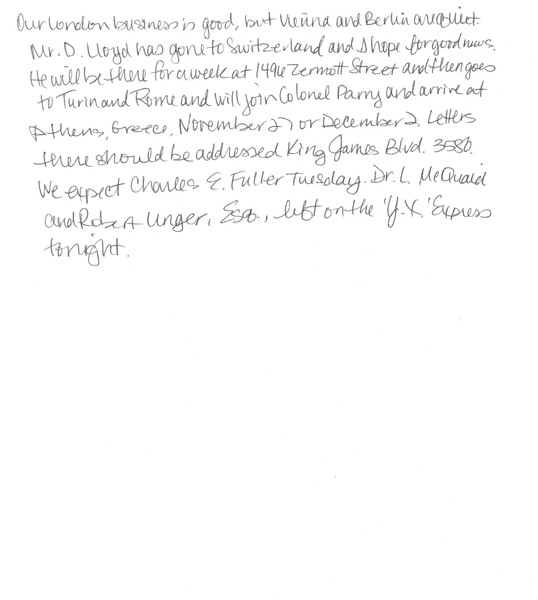 Our London business is good, but Vienna and Berlin are quiet.
Mr. D. Lloyd has gone to Switzerland and I hope for good news.
He will be there for a week at 1496 Zermott Street and then goes
to Turin and Rome and will join Colonel Parry and arrive at
Athens, Greece, November 27 or December 2. Letters
there should be addressed King James Blvd. 3580.
We expect Charles E. Fuller Tuesday. Dr. L. McQuaid
and Robert Unger, Esq., left on the 'Y.X.' Express
tonight.